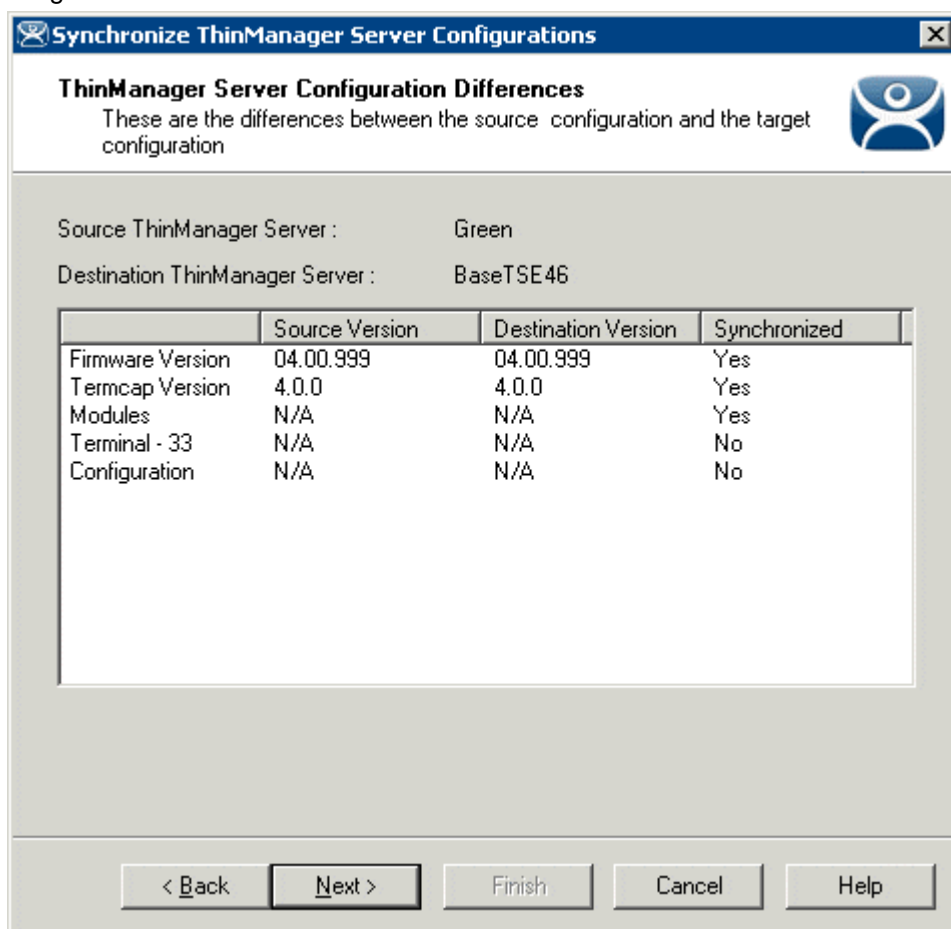 Synchronize ThinManager Server Configurations
ThinManager Server Configuration Differences
These are the differences between the source configuration and the target
configuration
Source ThinManager Server : Green
Destination ThinManager Server : BaseTSE46
Source Version Destination Version Synchronized
Firmware Version 04.00.999 04.00.999 Yes
Termcap Version 4.0.0 4.0.0 Yes
Modules N/A N/A Yes
Terminal - 33 N/A N/A No
Configuration N/A N/A No
< Back Next > Finish Cancel Help